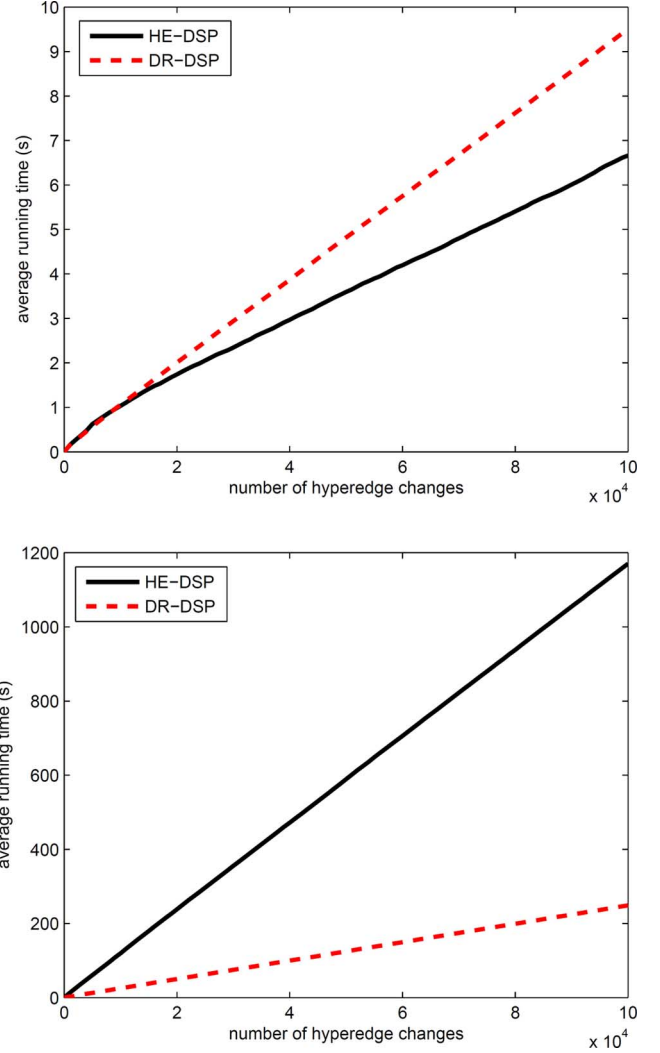 10
9
8
7
6
5
4
3
2
1
0
average running time (s)
HE−DSP
DR−DSP
0 2 4 6 8 10
number of hyperedge changes
x 10^4
1200
1000
800
600
400
200
0
average running time (s)
HE−DSP
DR−DSP
0 2 4 6 8 10
number of hyperedge changes
x 10^4